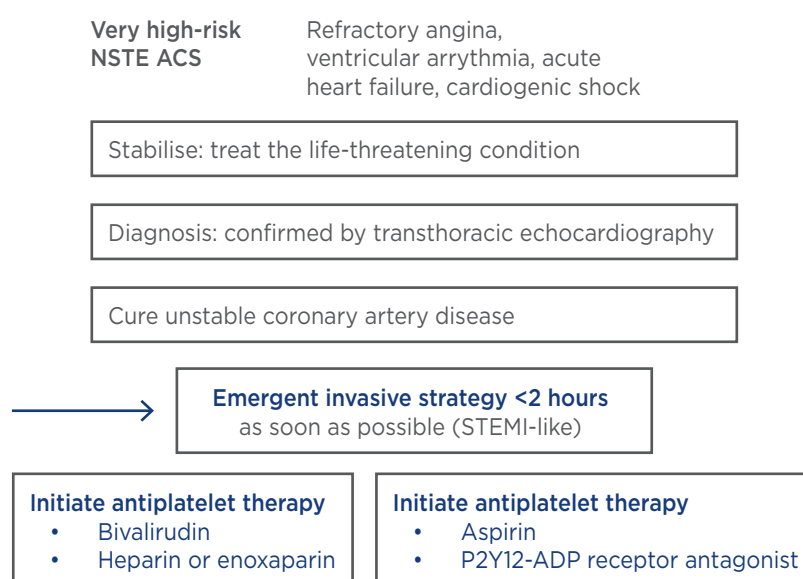 Very high-risk
NSTE ACS
Refractory angina,
ventricular arrythmia, acute
heart failure, cardiogenic shock
Stabilise: treat the life-threatening condition
Diagnosis: confirmed by transthoracic echocardiography
Cure unstable coronary artery disease
Emergent invasive strategy <2 hours
as soon as possible (STEMI-like)
Initiate antiplatelet therapy
• Bivalirudin
• Heparin or enoxaparin
Initiate antiplatelet therapy
• Aspirin
• P2Y12-ADP receptor antagonist